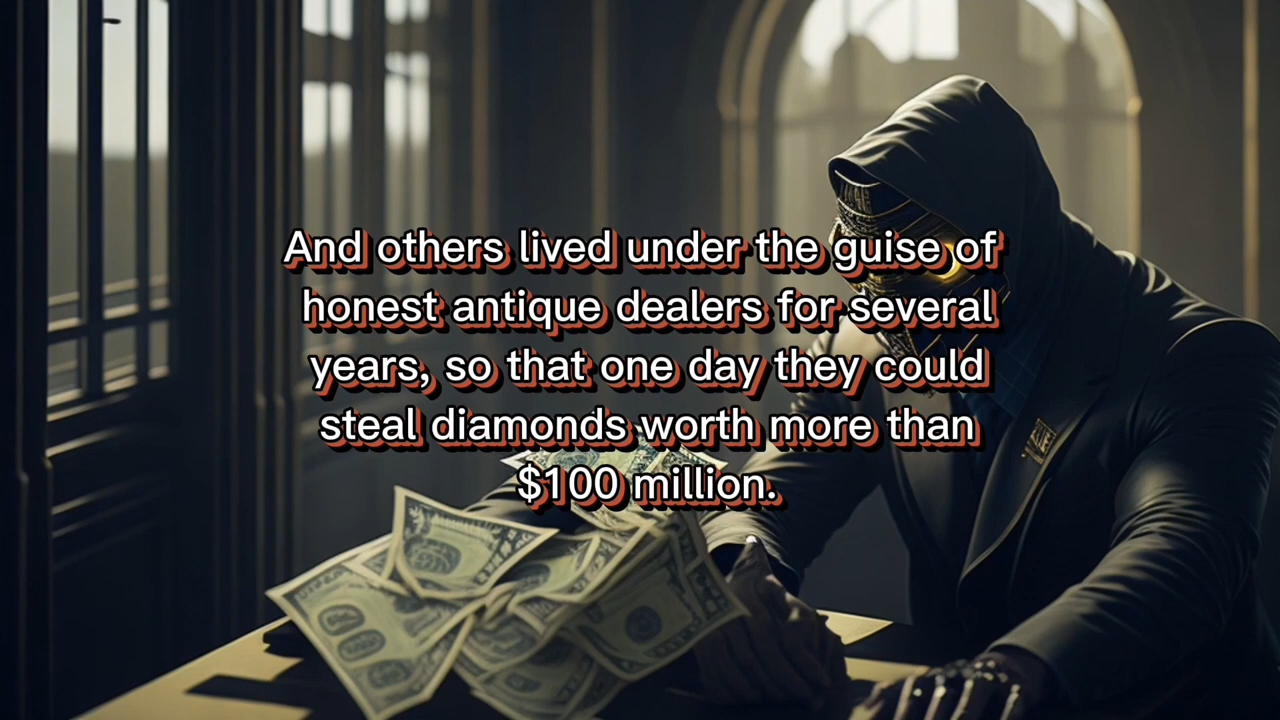 And others lived under the guise of
honest antique dealers for several
years, so that one day they could
steal diamonds worth more than
$100 million.